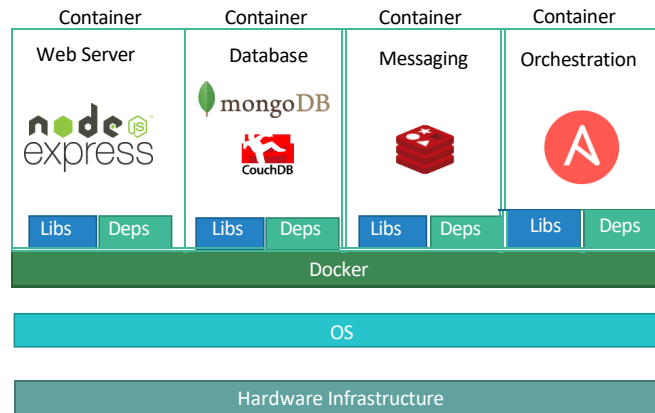 Container Container Container Container
Web Server Database Messaging Orchestration
mongoDB
node JS
express
CouchDB
A
Libs Deps Libs Deps Libs Deps Libs Deps
Docker
OS
Hardware Infrastructure